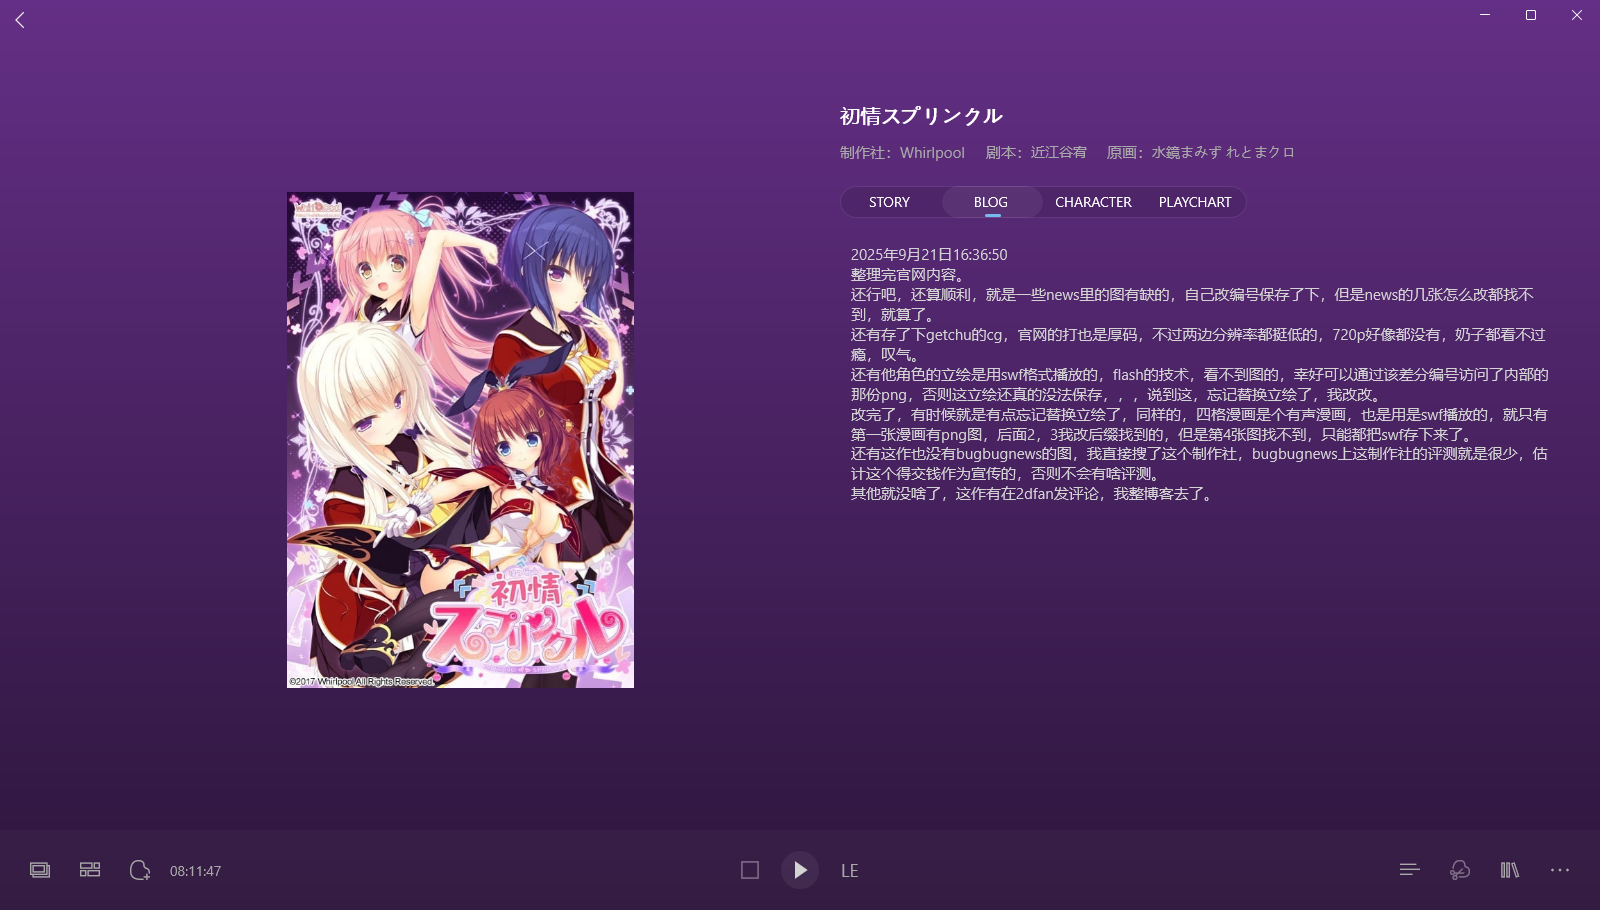 初情スプリンクル
制作社：Whirlpool 剧本：近江谷宥 原画：水鏡まみず れとまクロ
STORY BLOG CHARACTER PLAYCHART
2025年9月21日16:36:50
整理完官网内容。
还行吧，还算顺利，就是一些news里的图有缺的，自己改编号保存了下，但是news的几张怎么改都找不
到，就算了。
还有存了下getchu的cg，官网的打也是厚码，不过两边分辨率都挺低的，720p好像都没有，奶子都看不过
瘾，叹气。
还有他角色的立绘是用swf格式播放的，flash的技术，看不到图的，幸好可以通过该差分编号访问了内部的
那份png，否则这立绘还真的没法保存，，，说到这，忘记替换立绘了，我改改。
改完了，有时候就是有点忘记替换立绘了，同样的，四格漫画是个有声漫画，也是用是swf播放的，就只有
第一张漫画有png图，后面2，3我改后缀找到的，但是第4张图找不到，只能都把swf存下来了。
还有这作也没有bugbugnews的图，我直接搜了这个制作社，bugbugnews上这制作社的评测就是很少，估
计这个得交钱作为宣传的，否则不会有啥评测。
其他就没啥了，这作有在2dfan发评论，我整博客去了。
初情
スプリンクル
©2017 Whirlpool All Rights Reserved.
08:11:47
LE